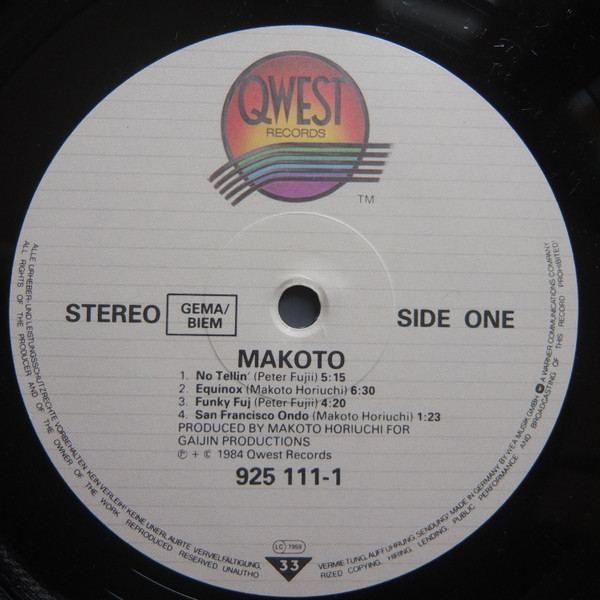 QWEST
RECORDS
TM
STEREO
GEMA/
BIEM
SIDE ONE
MAKOTO
1. No Tellin' (Peter Fujii) 5:15
2. Equinox (Makoto Horiuchi) 6:30
3. Funky Fuj (Peter Fujii) 4:20
4. San Francisco Ondo (Makoto Horiuchi) 1:23
PRODUCED BY MAKOTO HORIUCHI FOR
GAIJIN PRODUCTIONS
℗ + © 1984 Qwest Records
925 111-1
ALLE URHEBER- UND LEISTUNGSSCHUTZRECHTE VORBEHALTEN. KEIN VERLEIH! KEINE UNERLAUBTE VERVIELFÄLTIGUNG,
VERMIETUNG, AUFFÜHRUNG, SENDUNG! MADE IN GERMANY BY WEA MUSIK GMBH A WARNER COMMUNICATIONS COMPANY
ALL RIGHTS OF THE PRODUCER AND OF THE OWNER OF THE WORK REPRODUCED RESERVED. UNAUTHO
RIZED COPYING, HIRING, LENDING, PUBLIC PERFORMANCE AND BROADCASTING OF THIS RECORD PROHIBITED!
LC 7959
33